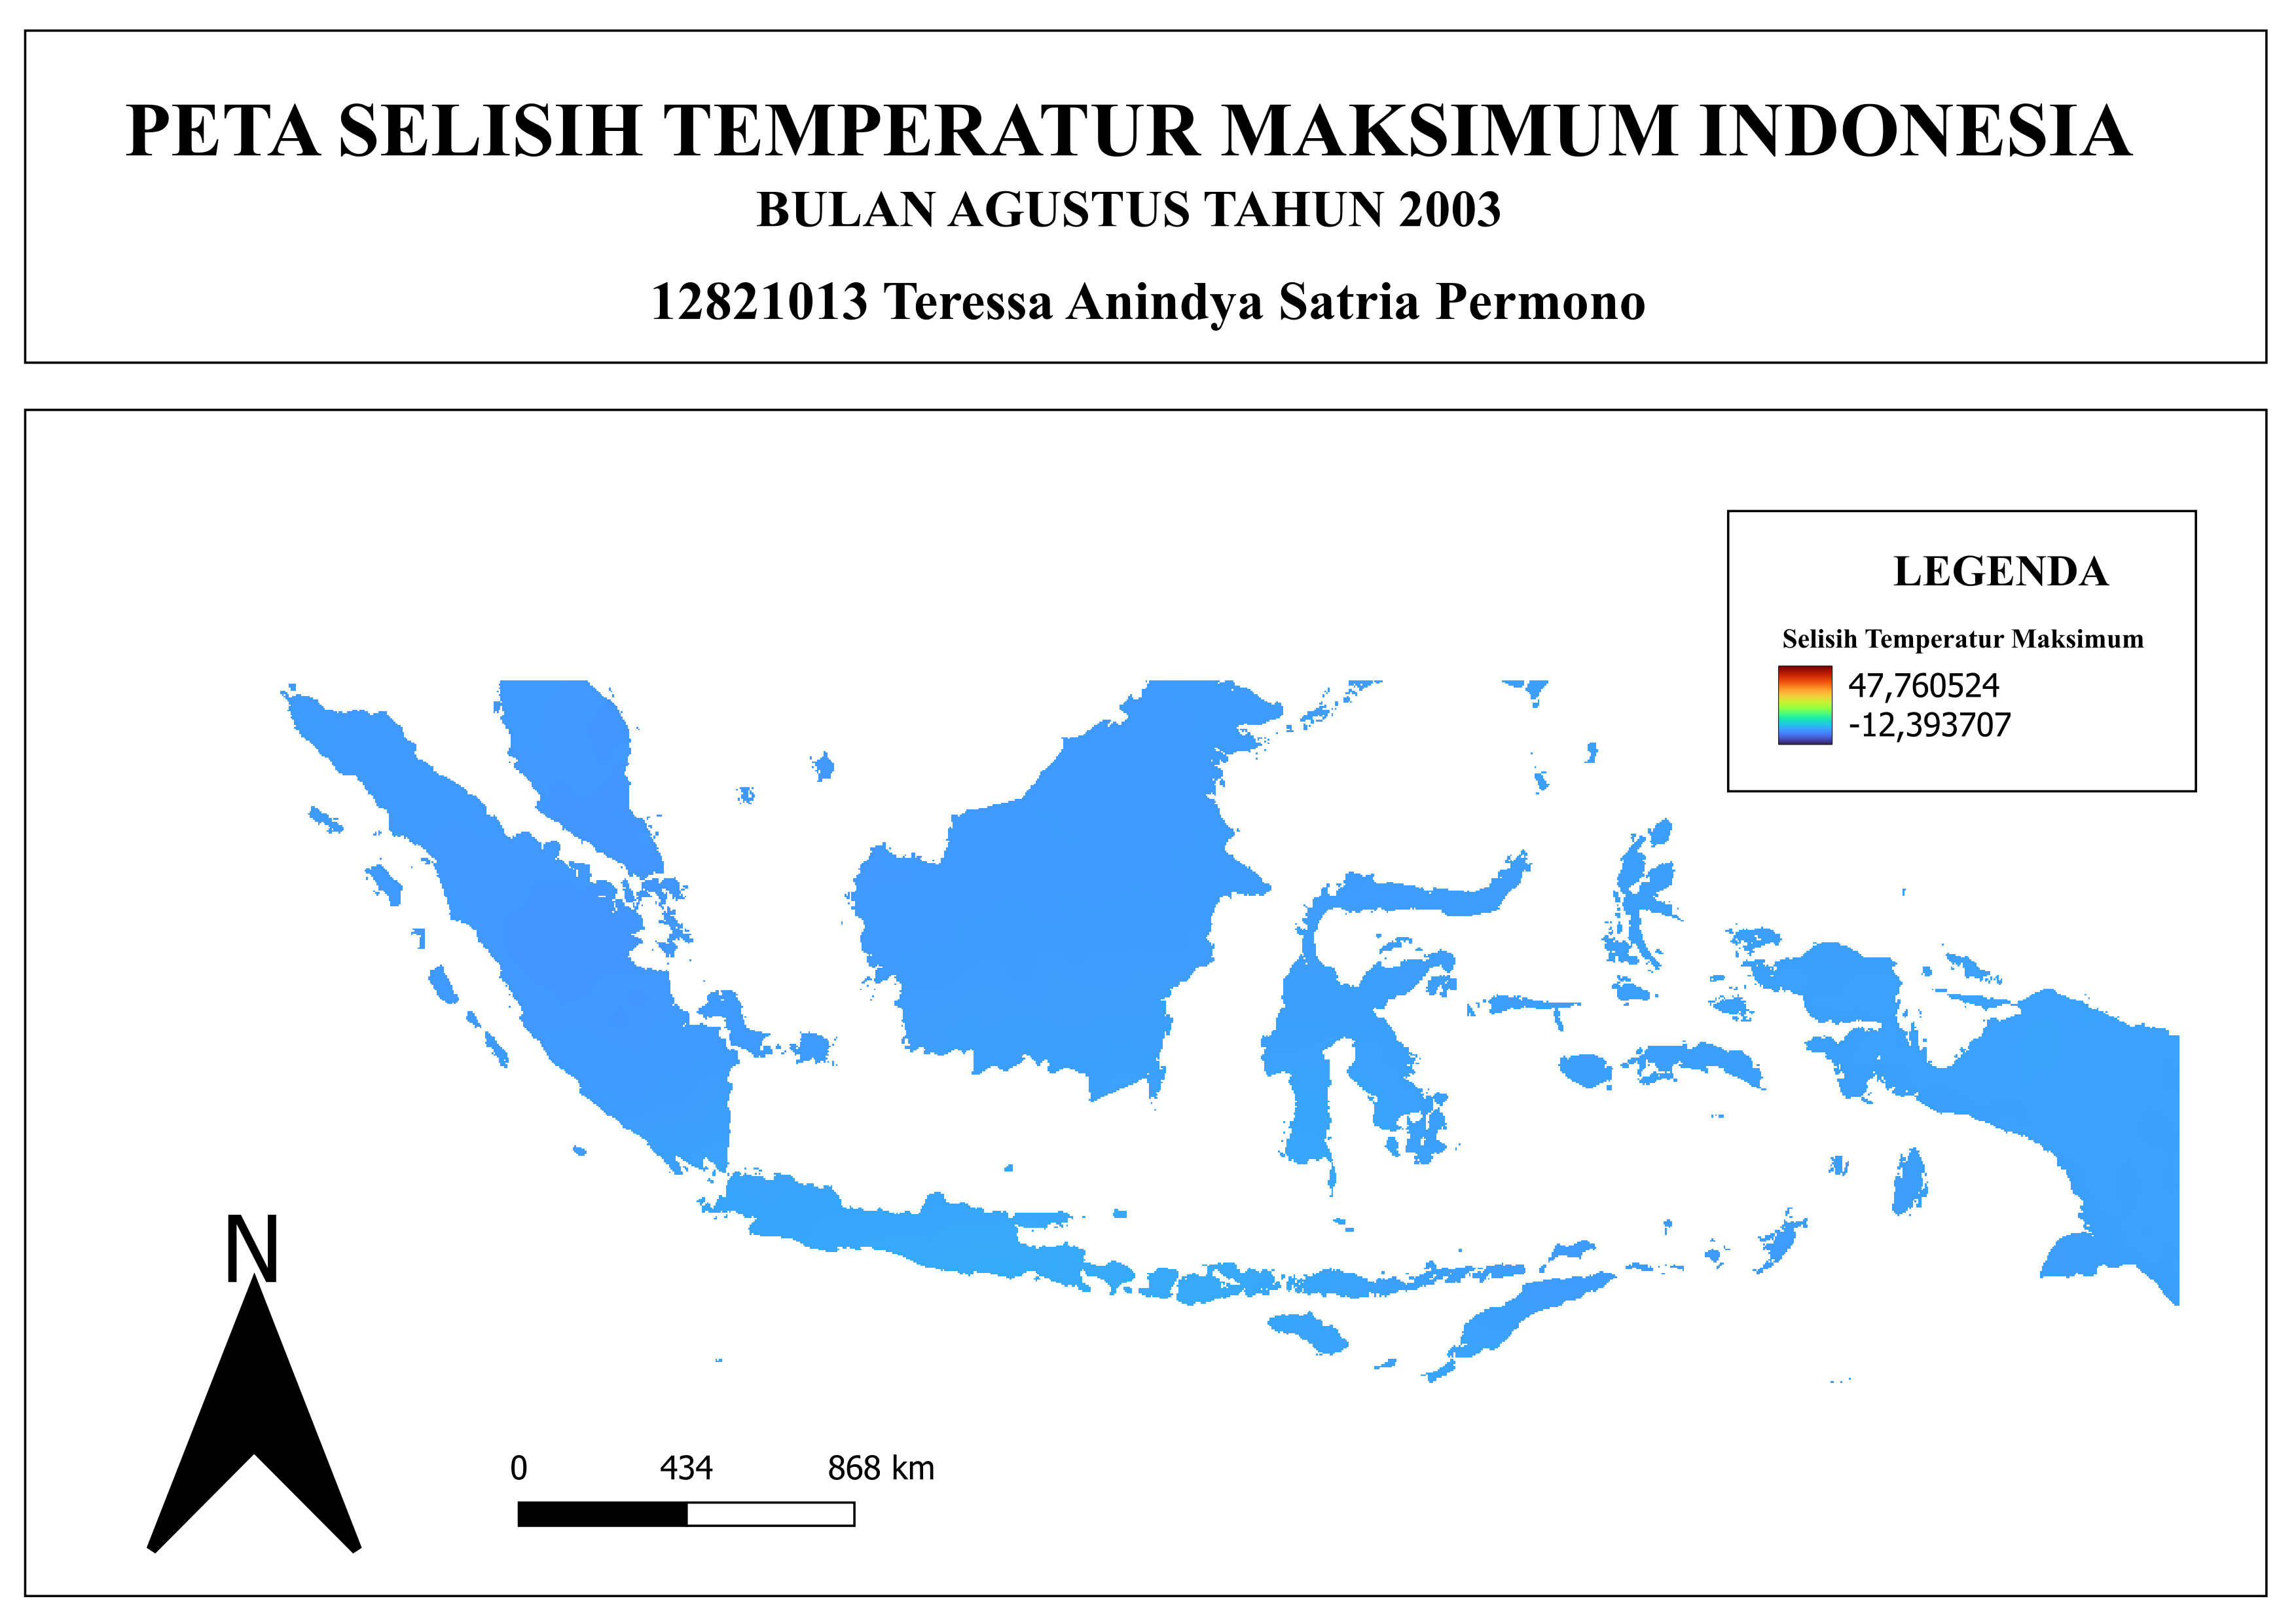 PETA SELISIH TEMPERATUR MAKSIMUM INDONESIA
BULAN AGUSTUS TAHUN 2003
12821013 Teressa Anindya Satria Permono
LEGENDA
Selisih Temperatur Maksimum
47,760524
-12,393707
N
0 434 868 km